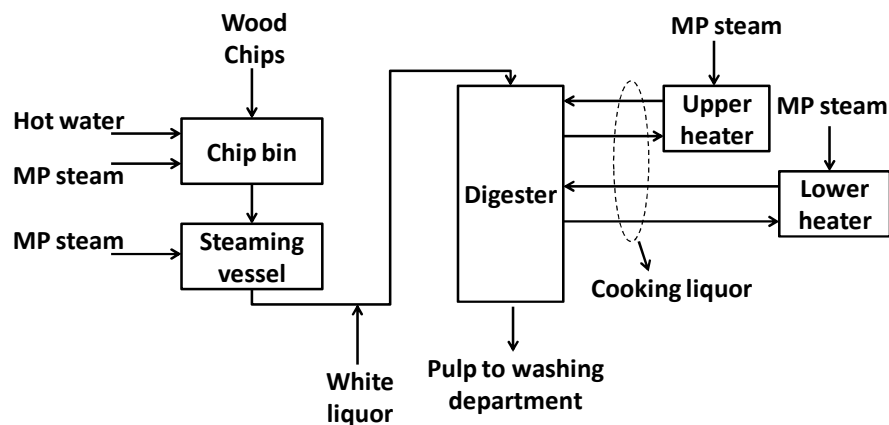 Wood
Chips
MP steam
Hot water
MP steam
Chip bin
Upper
heater
MP steam
Digester
Lower
heater
MP steam
Steaming
vessel
Cooking liquor
White
liquor
Pulp to washing
department